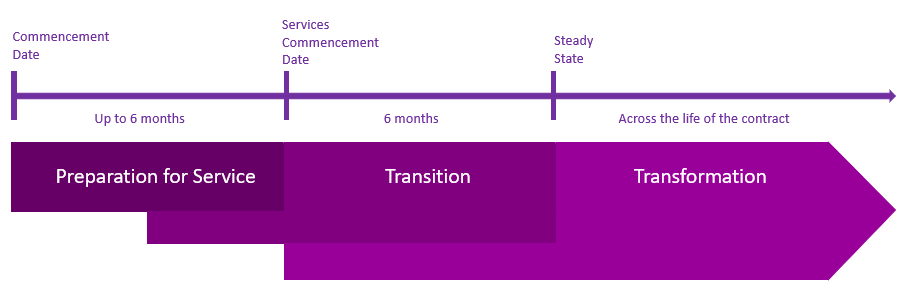 Commencement
Date
Services
Commencement
Date
Steady
State
Up to 6 months
6 months
Across the life of the contract
Preparation for Service
Transition
Transformation